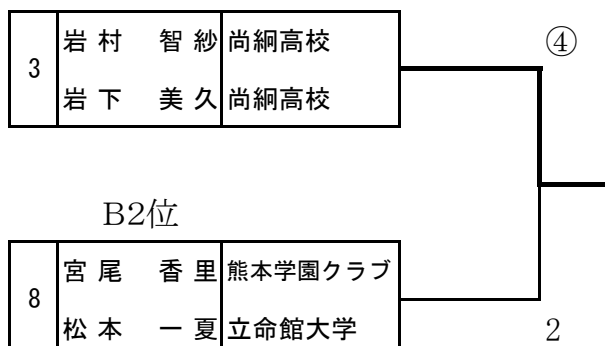 3 岩村 智紗 尚絅高校 ④
岩下 美久 尚絅高校
B2位
8 宮尾 香里 熊本学園クラブ
松本 一夏 立命館大学 2